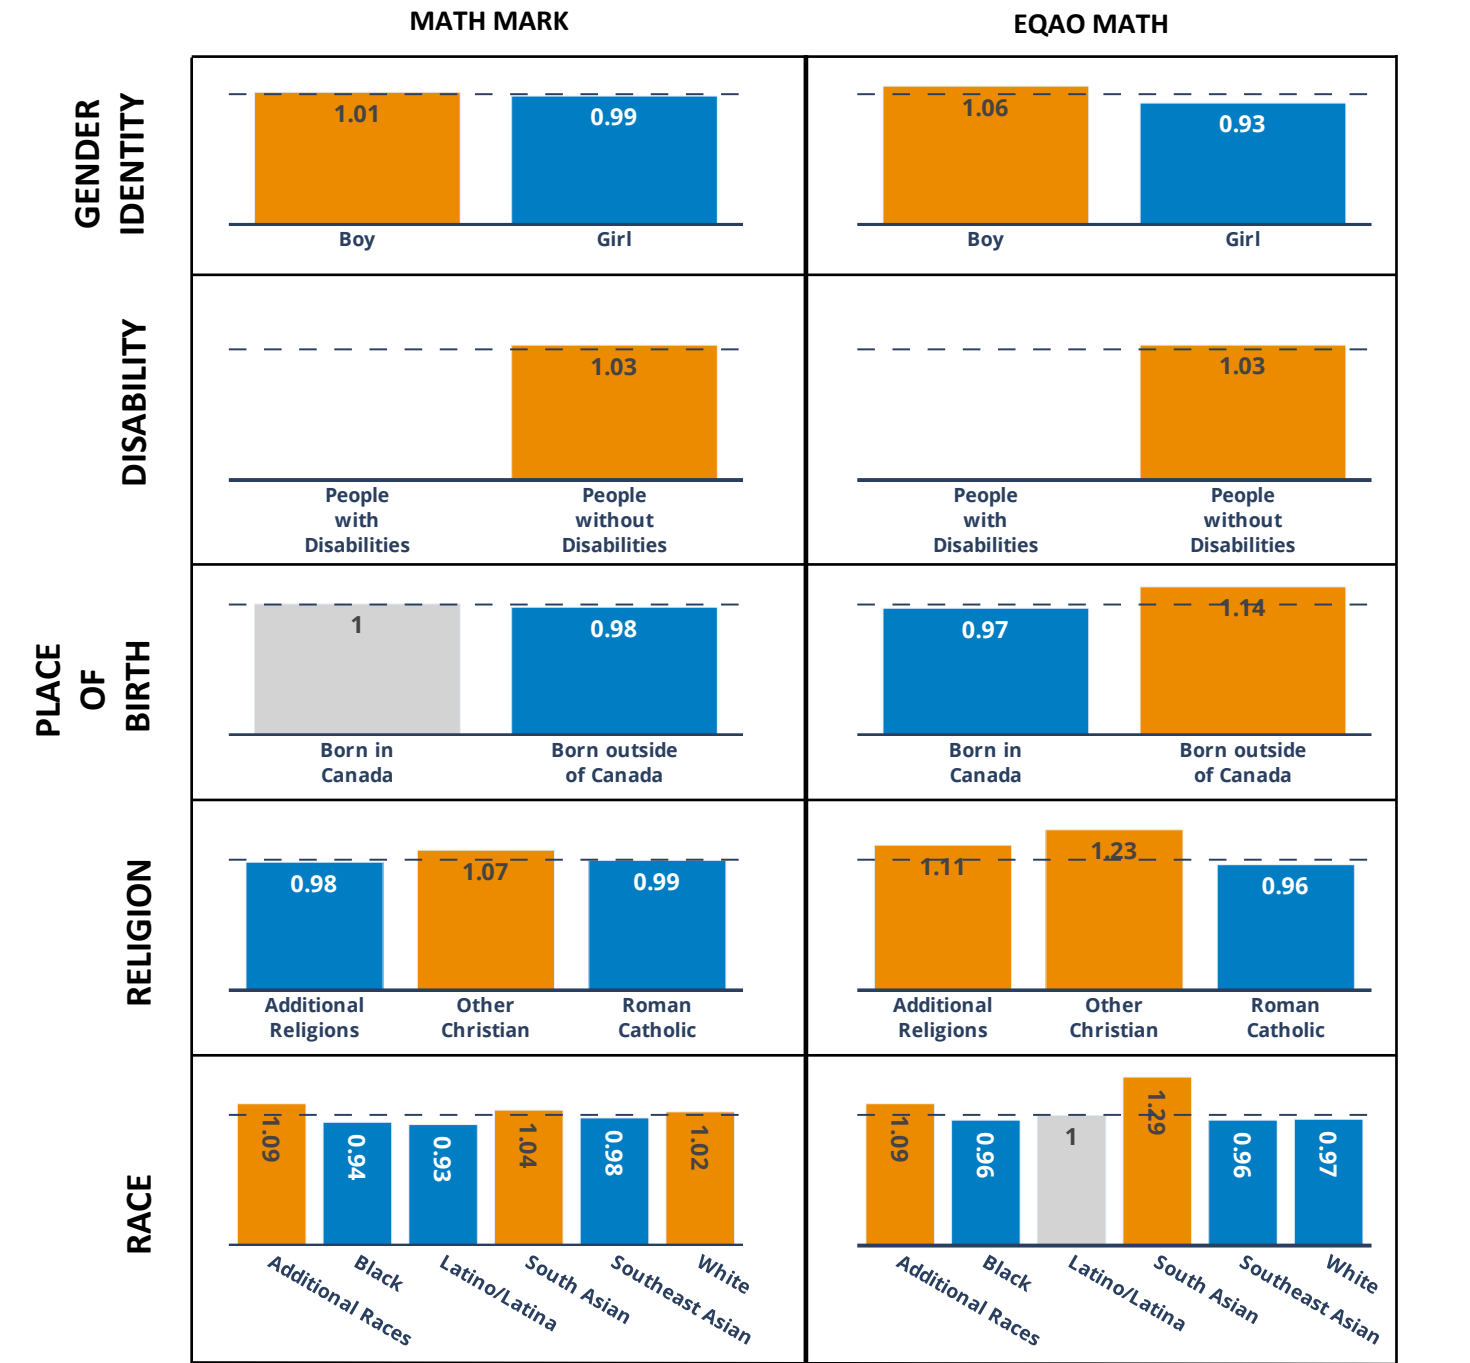 MATH MARK
EQAO MATH
GENDER
IDENTITY
1.01
0.99
Boy
Girl
1.06
0.93
Boy
Girl
DISABILITY
1.03
People
with
Disabilities
People
without
Disabilities
1.03
People
with
Disabilities
People
without
Disabilities
PLACE
OF
BIRTH
1
0.98
Born in
Canada
Born outside
of Canada
0.97
1.14
Born in
Canada
Born outside
of Canada
RELIGION
0.98
1.07
0.99
Additional
Religions
Other
Christian
Roman
Catholic
1.11
1.23
0.96
Additional
Religions
Other
Christian
Roman
Catholic
RACE
1.09
0.94
0.93
1.04
0.98
1.02
Additional Races
Black
Latino/Latina
South Asian
Southeast Asian
White
1.09
0.96
1
1.29
0.96
0.97
Additional Races
Black
Latino/Latina
South Asian
Southeast Asian
White